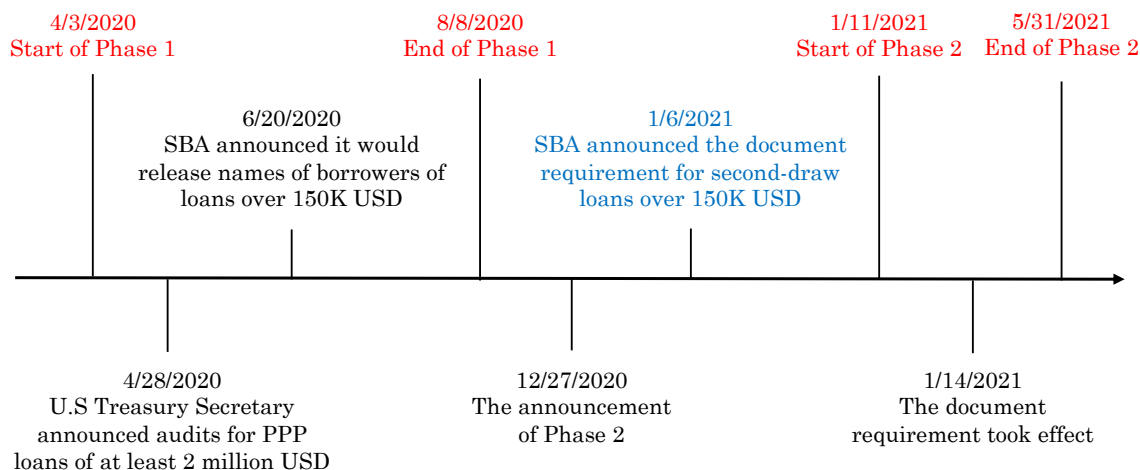 4/3/2020
Start of Phase 1
8/8/2020
End of Phase 1
1/11/2021
Start of Phase 2
5/31/2021
End of Phase 2
6/20/2020
SBA announced it would
release names of borrowers of
loans over 150K USD
1/6/2021
SBA announced the document
requirement for second-draw
loans over 150K USD
4/28/2020
U.S Treasury Secretary
announced audits for PPP
loans of at least 2 million USD
12/27/2020
The announcement
of Phase 2
1/14/2021
The document
requirement took effect